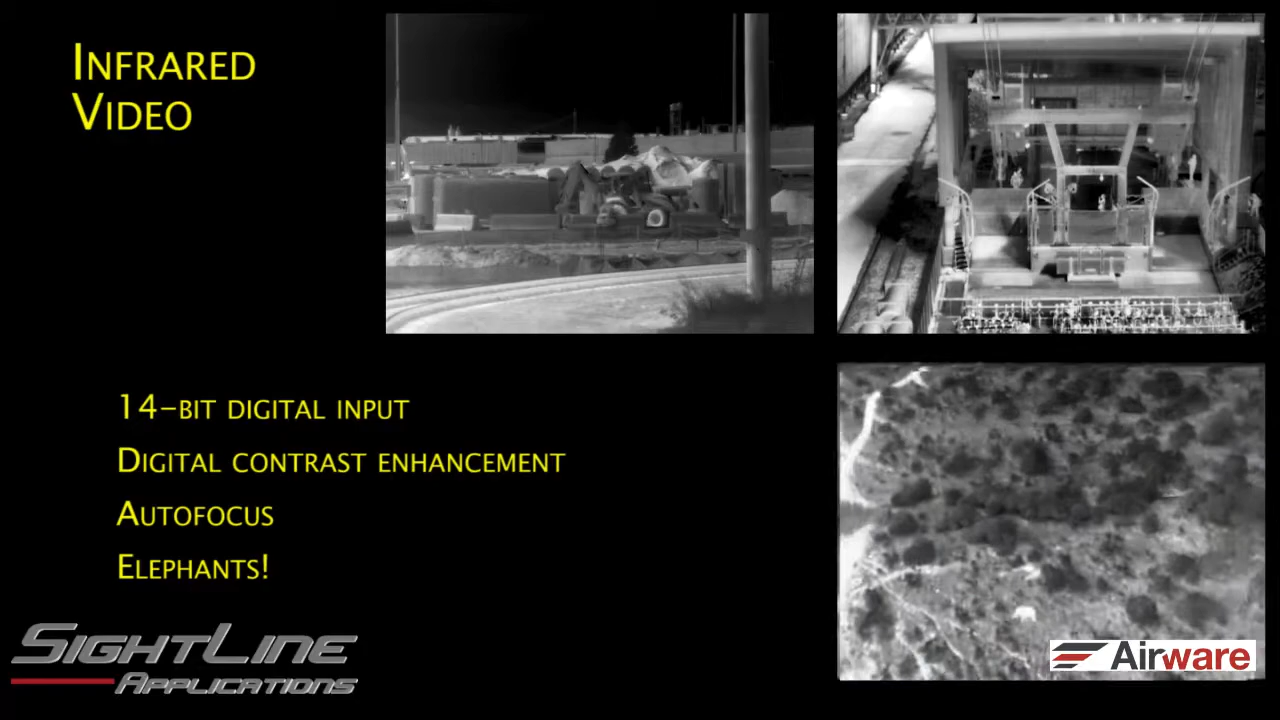 INFRARED
VIDEO
14-BIT DIGITAL INPUT
DIGITAL CONTRAST ENHANCEMENT
AUTOFOCUS
ELEPHANTS!
SIGHTLINE
APPLICATIONS
Airware